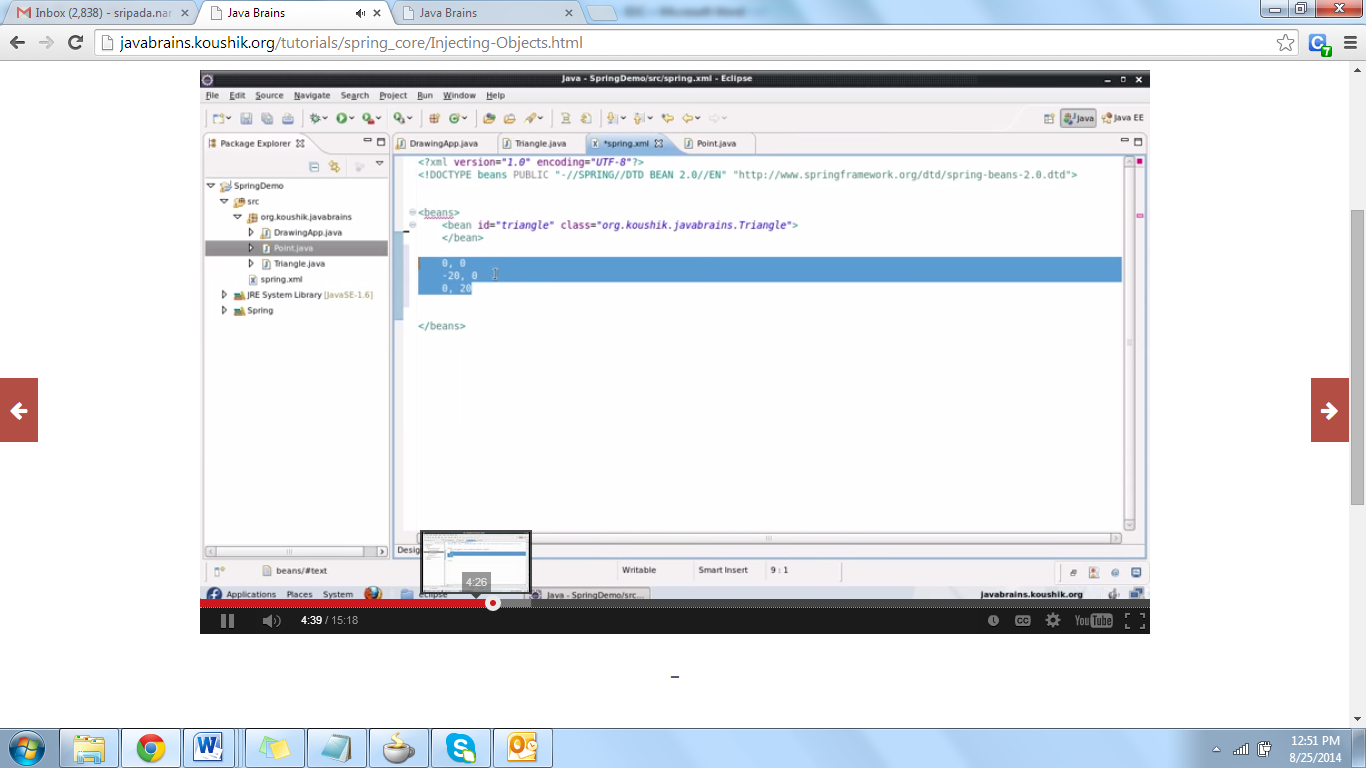 Inbox (2,838) - sripada.nar
Java Brains
Java Brains
javabrains.koushik.org/tutorials/spring_core/Injecting-Objects.html
7
Java - SpringDemo/src/spring.xml - Eclipse
File Edit Source Navigate Search Project Run Window Help
Java
Java EE
Package Explorer
DrawingApp.java
Triangle.java
*spring.xml
Point.java
SpringDemo
src
org.koushik.javabrains
DrawingApp.java
Point.java
Triangle.java
spring.xml
JRE System Library [JavaSE-1.6]
Spring
<?xml version="1.0" encoding="UTF-8"?>
<!DOCTYPE beans PUBLIC "-//SPRING//DTD BEAN 2.0//EN" "http://www.springframework.org/dtd/spring-beans-2.0.dtd">
<beans>
<bean id="triangle" class="org.koushik.javabrains.Triangle">
</bean>
0, 0
-20, 0
0, 20
</beans>
Desig
beans/#text
Writable
Smart Insert
9 : 1
4:26
Applications Places System
eclipse
Java - SpringDemo/src...
javabrains.koushik.org
4:39 / 15:18
CC
YouTube
–
12:51 PM
8/25/2014